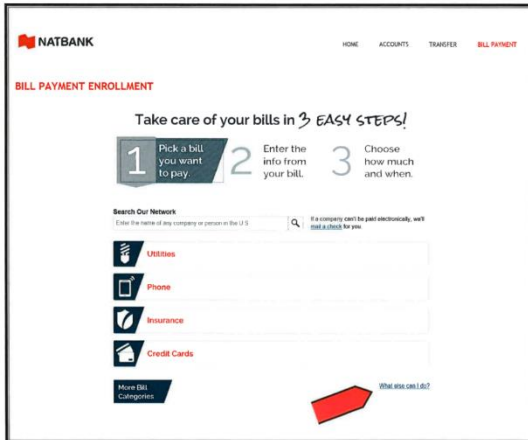 NATBANK
HOME ACCOUNTS TRANSFER BILL PAYMENT
BILL PAYMENT ENROLLMENT
Take care of your bills in 3 EASY STEPS!
1 Pick a bill
you want
to pay.
2 Enter the
info from
your bill.
3 Choose
how much
and when.
Search Our Network
Enter the name of any company or person in the U S
If a company can't be paid electronically, we'll
mail a check for you
Utilities
Phone
Insurance
Credit Cards
More Bill
Categories
What else can I do?